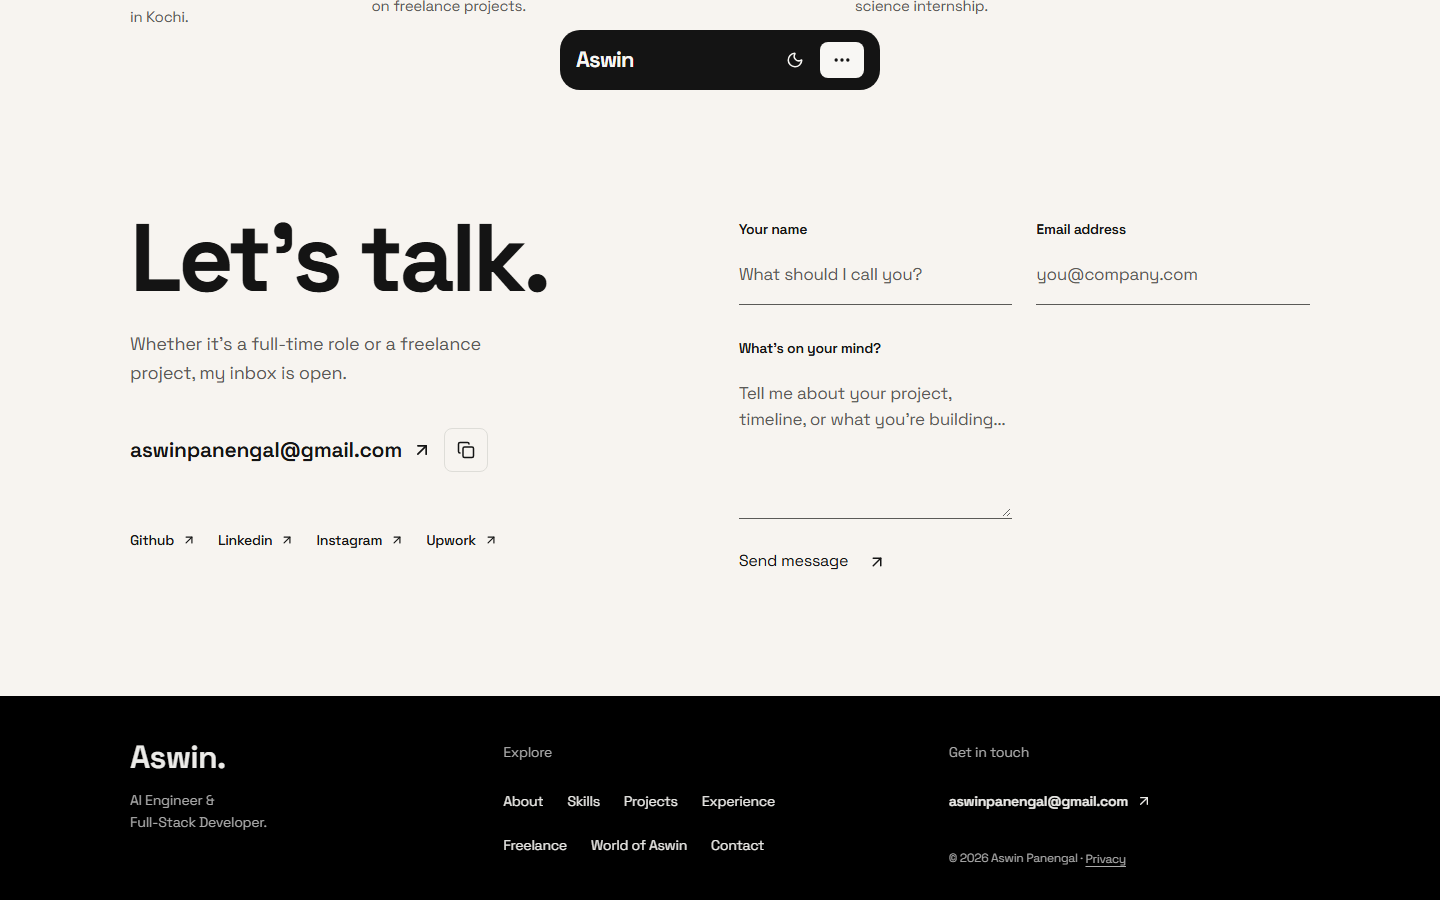 in Kochi.
on freelance projects.
science internship.
Aswin
Let's talk.
Whether it's a full-time role or a freelance
project, my inbox is open.
aswinpanengal@gmail.com
Github
Linkedin
Instagram
Upwork
Your name
What should I call you?
Email address
you@company.com
What's on your mind?
Tell me about your project,
timeline, or what you're building...
Send message
Aswin.
AI Engineer &
Full-Stack Developer.
Explore
About Skills Projects Experience
Freelance World of Aswin Contact
Get in touch
aswinpanengal@gmail.com
© 2026 Aswin Panengal · Privacy